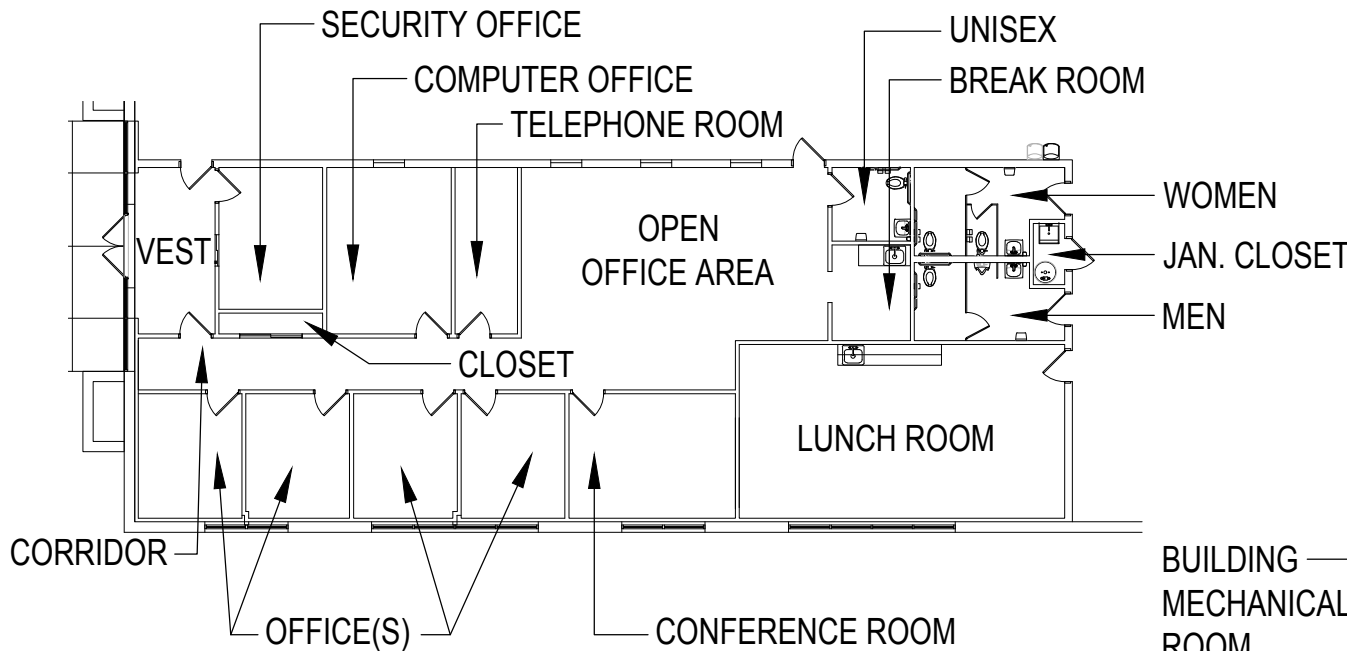 SECURITY OFFICE
UNISEX
COMPUTER OFFICE
BREAK ROOM
TELEPHONE ROOM
WOMEN
VEST
OPEN
OFFICE AREA
JAN. CLOSET
MEN
CLOSET
LUNCH ROOM
CORRIDOR
BUILDING
MECHANICAL
ROOM
OFFICE(S)
CONFERENCE ROOM